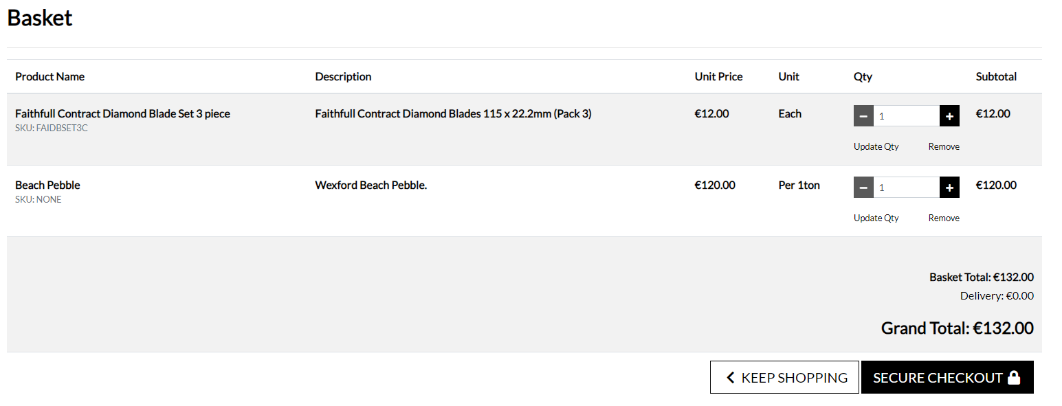 Basket
Product Name Description Unit Price Unit Qty Subtotal
Faithfull Contract Diamond Blade Set 3 piece Faithfull Contract Diamond Blades 115 x 22.2mm (Pack 3) €12.00 Each − 1 + €12.00
SKU: FAIDBSET3C
Update Qty Remove
Beach Pebble Wexford Beach Pebble. €120.00 Per 1ton − 1 + €120.00
SKU: NONE
Update Qty Remove
Basket Total: €132.00
Delivery: €0.00
Grand Total: €132.00
KEEP SHOPPING SECURE CHECKOUT